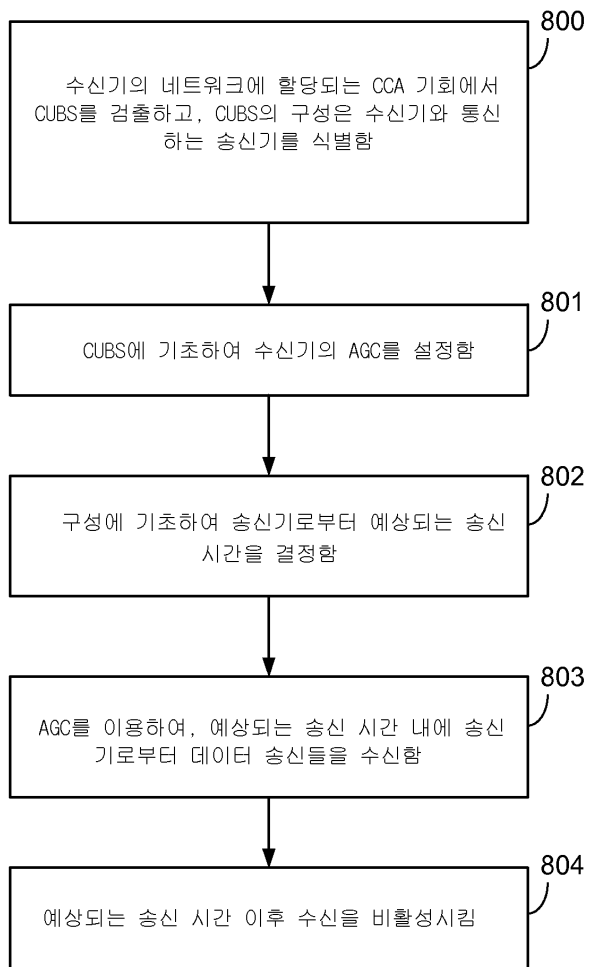 800
수신기의 네트워크에 할당되는 CCA 기회에서
CUBS를 검출하고, CUBS의 구성은 수신기와 통신
하는 송신기를 식별함
801
CUBS에 기초하여 수신기의 AGC를 설정함
802
구성에 기초하여 송신기로부터 예상되는 송신
시간을 결정함
803
AGC를 이용하여, 예상되는 송신 시간 내에 송신
기로부터 데이터 송신들을 수신함
804
예상되는 송신 시간 이후 수신을 비활성시킴